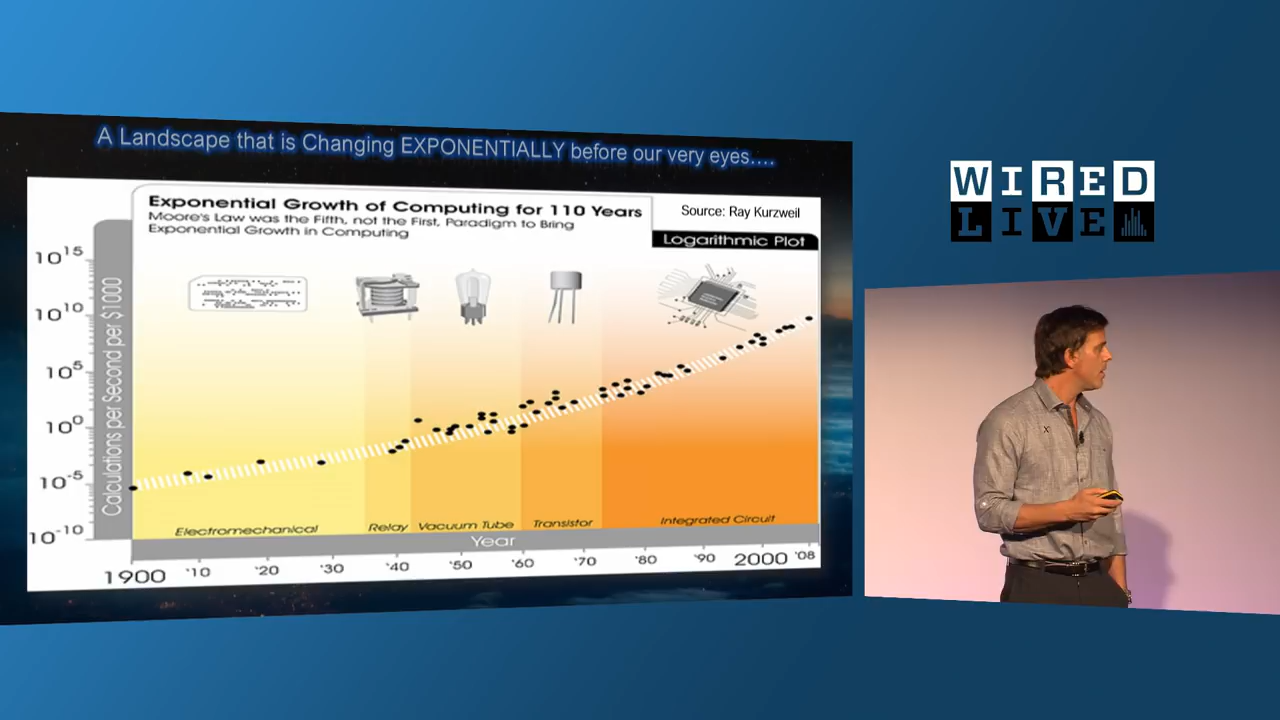 A Landscape that is Changing EXPONENTIALLY before our very eyes....
Exponential Growth of Computing for 110 Years
Moore's Law was the Fifth, not the First, Paradigm to Bring
Exponential Growth in Computing
Source: Ray Kurzweil
Logarithmic Plot
Calculations per Second per $1000
10^15
10^10
10^5
10^0
10^-5
10^-10
Electromechanical
Relay
Vacuum Tube
Transistor
Integrated Circuit
Year
1900 '10 '20 '30 '40 '50 '60 '70 '80 '90 2000 '08
WIRED
LIVE
X